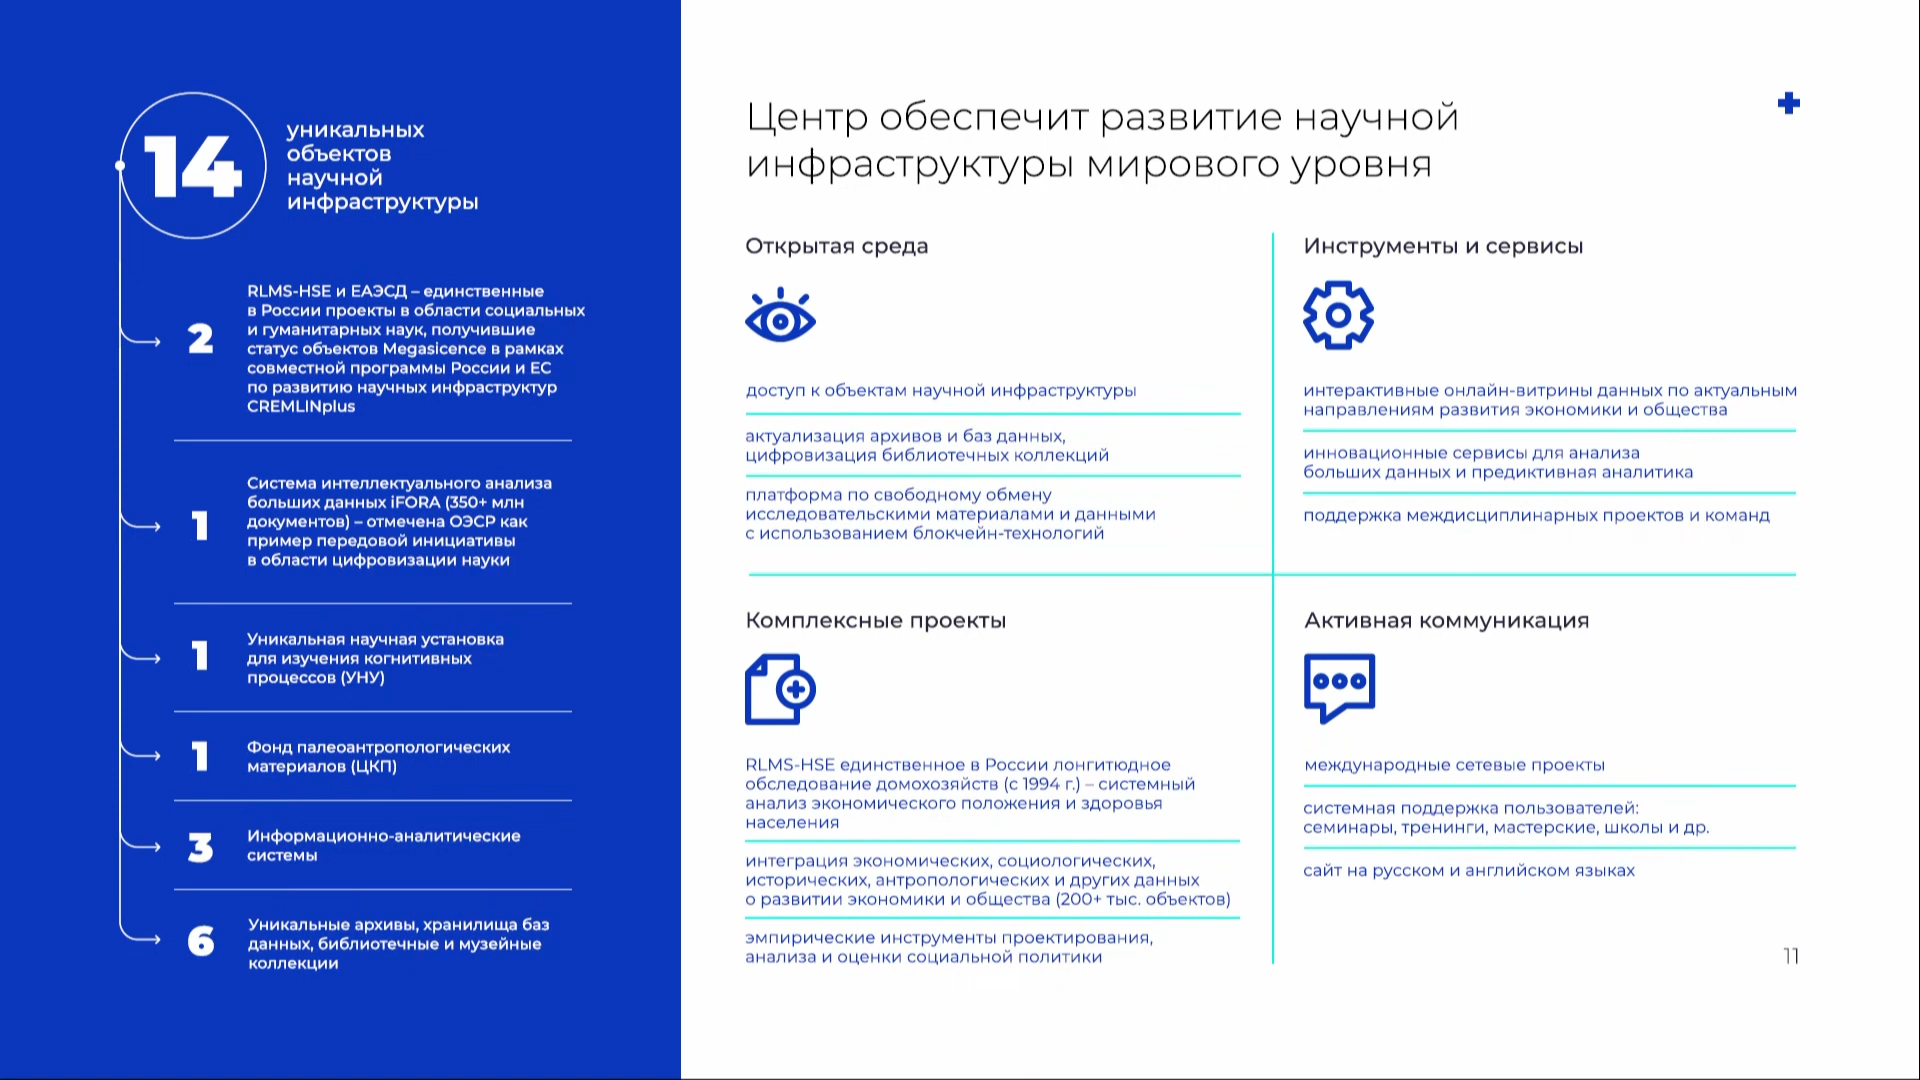 14
уникальных
объектов
научной
инфраструктуры
2
RLMS-HSE и ЕАЭСД – единственные
в России проекты в области социальных
и гуманитарных наук, получившие
статус объектов Megasicence в рамках
совместной программы России и ЕС
по развитию научных инфраструктур
CREMLINplus
1
Система интеллектуального анализа
больших данных iFORA (350+ млн
документов) – отмечена ОЭСР как
пример передовой инициативы
в области цифровизации науки
1
Уникальная научная установка
для изучения когнитивных
процессов (УНУ)
1
Фонд палеоантропологических
материалов (ЦКП)
3
Информационно-аналитические
системы
6
Уникальные архивы, хранилища баз
данных, библиотечные и музейные
коллекции
Центр обеспечит развитие научной
инфраструктуры мирового уровня
Открытая среда
доступ к объектам научной инфраструктуры
актуализация архивов и баз данных,
цифровизация библиотечных коллекций
платформа по свободному обмену
исследовательскими материалами и данными
с использованием блокчейн-технологий
Инструменты и сервисы
интерактивные онлайн-витрины данных по актуальным
направлениям развития экономики и общества
инновационные сервисы для анализа
больших данных и предиктивная аналитика
поддержка междисциплинарных проектов и команд
Комплексные проекты
RLMS-HSE единственное в России лонгитюдное
обследование домохозяйств (с 1994 г.) – системный
анализ экономического положения и здоровья
населения
интеграция экономических, социологических,
исторических, антропологических и других данных
о развитии экономики и общества (200+ тыс. объектов)
эмпирические инструменты проектирования,
анализа и оценки социальной политики
Активная коммуникация
международные сетевые проекты
системная поддержка пользователей:
семинары, тренинги, мастерские, школы и др.
сайт на русском и английском языках
11